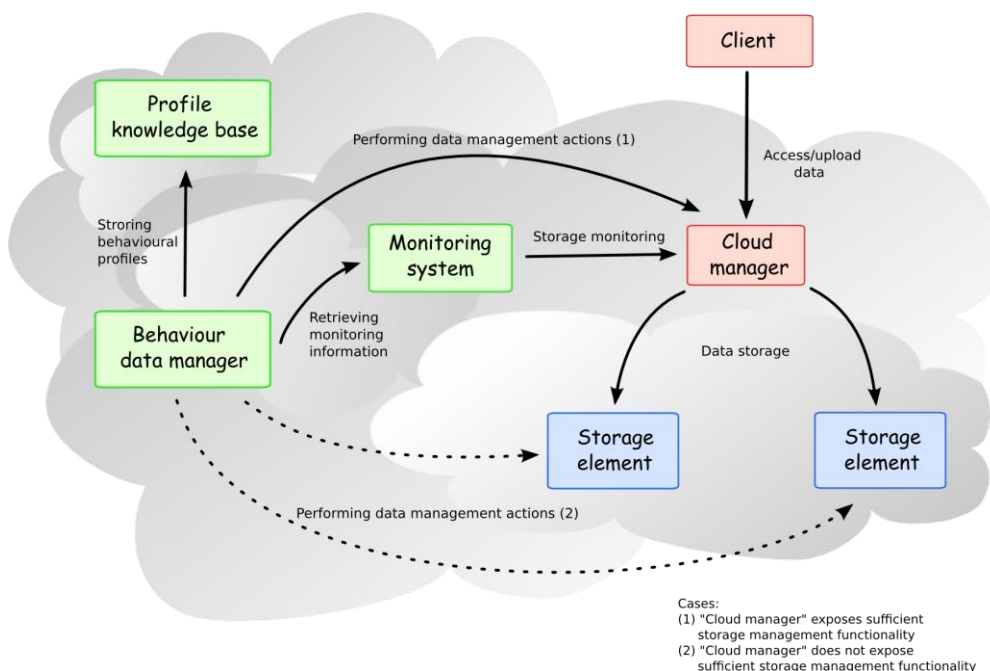 Client
Profile
knowledge base
Performing data management actions (1)
Access/upload
data
Stroring
behavioural
profiles
Monitoring
system
Storage monitoring
Cloud
manager
Retrieving
monitoring
information
Behaviour
data manager
Data storage
Storage
element
Storage
element
Performing data management actions (2)
Cases:
(1) "Cloud manager" exposes sufficient
storage management functionality
(2) "Cloud manager" does not expose
sufficient storage management functionality